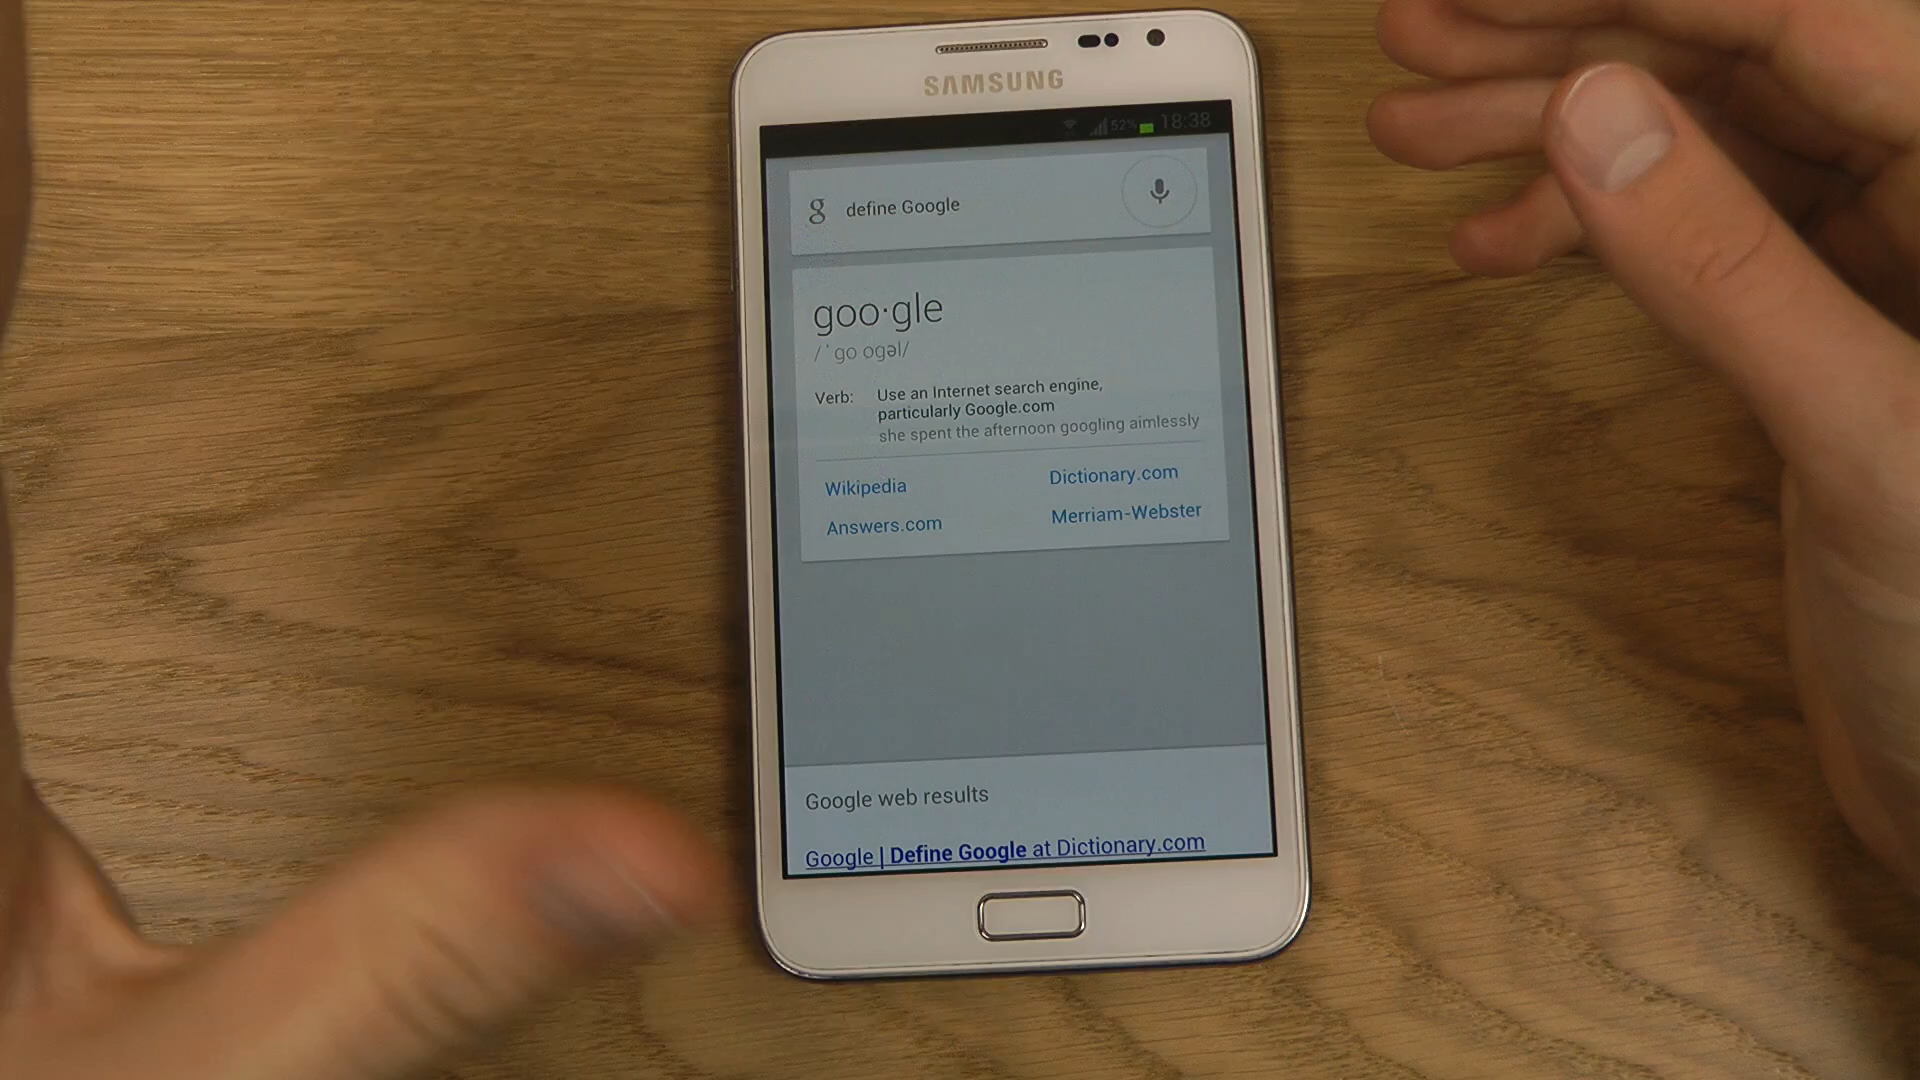 SAMSUNG
52% 18:38
g define Google
goo·gle
/ˈgo ogəl/
Verb: Use an Internet search engine,
particularly Google.com
she spent the afternoon googling aimlessly
Wikipedia Dictionary.com
Answers.com Merriam-Webster
Google web results
Google | Define Google at Dictionary.com